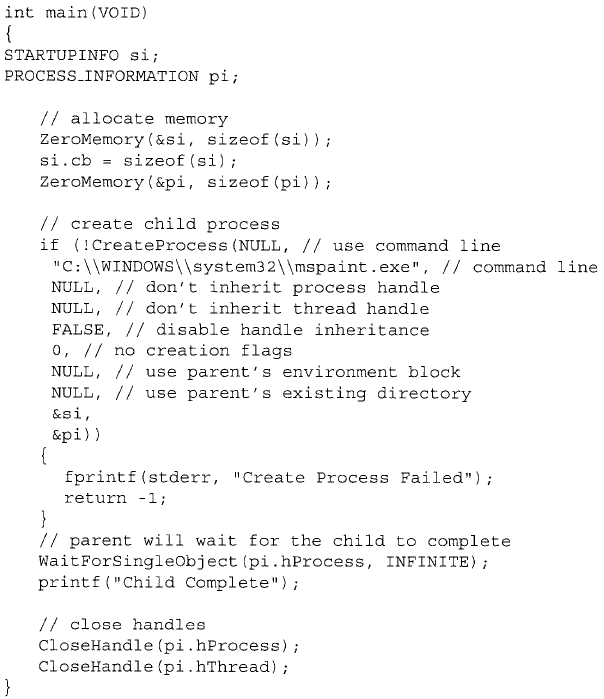 int main(VOID)
{
STARTUPINFO si;
PROCESS_INFORMATION pi;
// allocate memory
ZeroMemory(&si, sizeof(si));
si.cb = sizeof(si);
ZeroMemory(&pi, sizeof(pi));
// create child process
if (!CreateProcess(NULL, // use command line
"C:\\WINDOWS\\system32\\mspaint.exe", // command line
NULL, // don't inherit process handle
NULL, // don't inherit thread handle
FALSE, // disable handle inheritance
0, // no creation flags
NULL, // use parent's environment block
NULL, // use parent's existing directory
&si,
&pi))
{
fprintf(stderr, "Create Process Failed");
return -1;
}
// parent will wait for the child to complete
WaitForSingleObject(pi.hProcess, INFINITE);
printf("Child Complete");
// close handles
CloseHandle(pi.hProcess);
CloseHandle(pi.hThread);
}